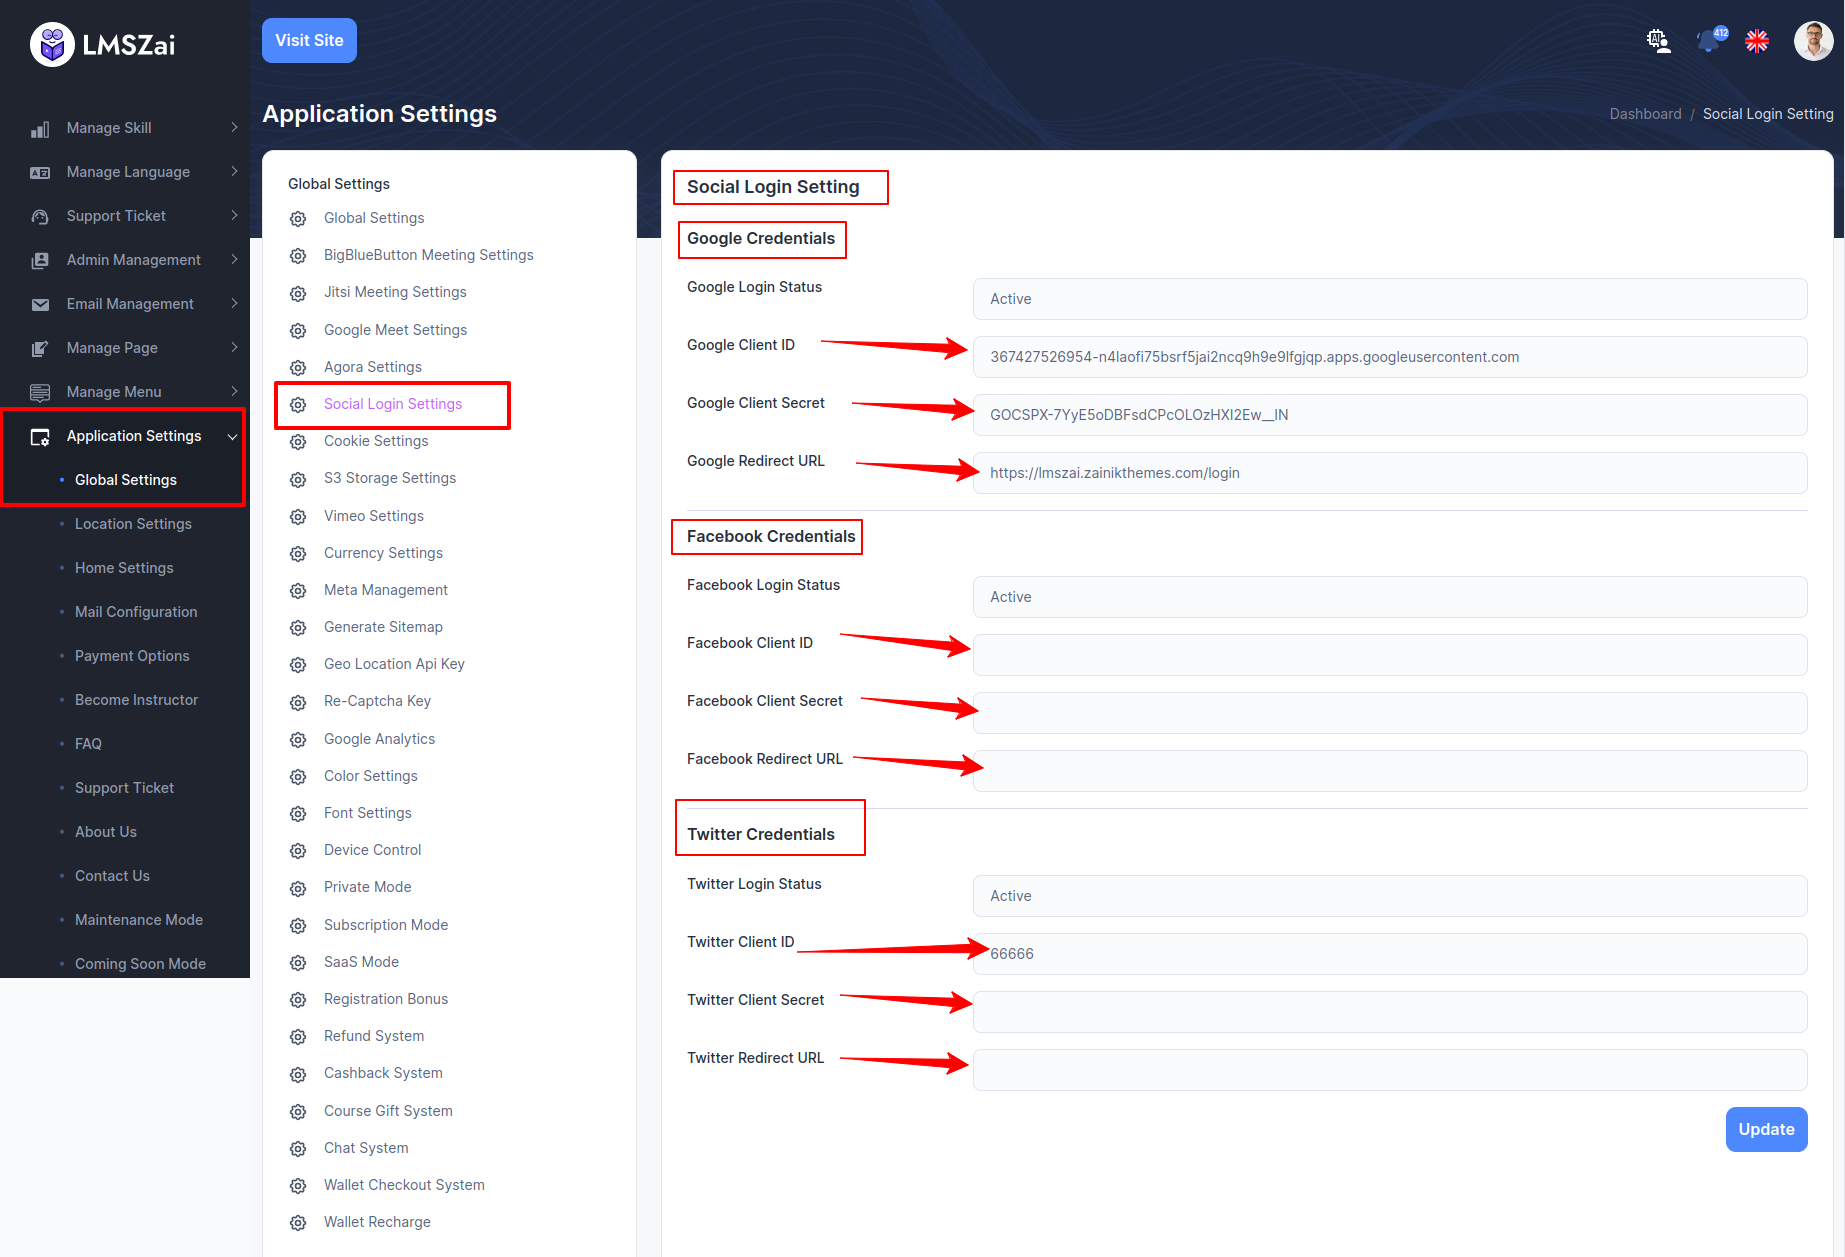 LMSZai
Visit Site
AI
412
Application Settings
Dashboard / Social Login Setting
Manage Skill
Manage Language
Support Ticket
Admin Management
Email Management
Manage Page
Manage Menu
Application Settings
Global Settings
Location Settings
Home Settings
Mail Configuration
Payment Options
Become Instructor
FAQ
Support Ticket
About Us
Contact Us
Maintenance Mode
Coming Soon Mode
Global Settings
Global Settings
BigBlueButton Meeting Settings
Jitsi Meeting Settings
Google Meet Settings
Agora Settings
Social Login Settings
Cookie Settings
S3 Storage Settings
Vimeo Settings
Currency Settings
Meta Management
Generate Sitemap
Geo Location Api Key
Re-Captcha Key
Google Analytics
Color Settings
Font Settings
Device Control
Private Mode
Subscription Mode
SaaS Mode
Registration Bonus
Refund System
Cashback System
Course Gift System
Chat System
Wallet Checkout System
Wallet Recharge
Social Login Setting
Google Credentials
Google Login Status
Active
Google Client ID
367427526954-n4laofi75bsrf5jai2ncq9h9e9lfgjqp.apps.googleusercontent.com
Google Client Secret
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
Google Redirect URL
https://lmszai.zainikthemes.com/login
Facebook Credentials
Facebook Login Status
Active
Facebook Client ID
Facebook Client Secret
Facebook Redirect URL
Twitter Credentials
Twitter Login Status
Active
Twitter Client ID
66666
Twitter Client Secret
Twitter Redirect URL
Update